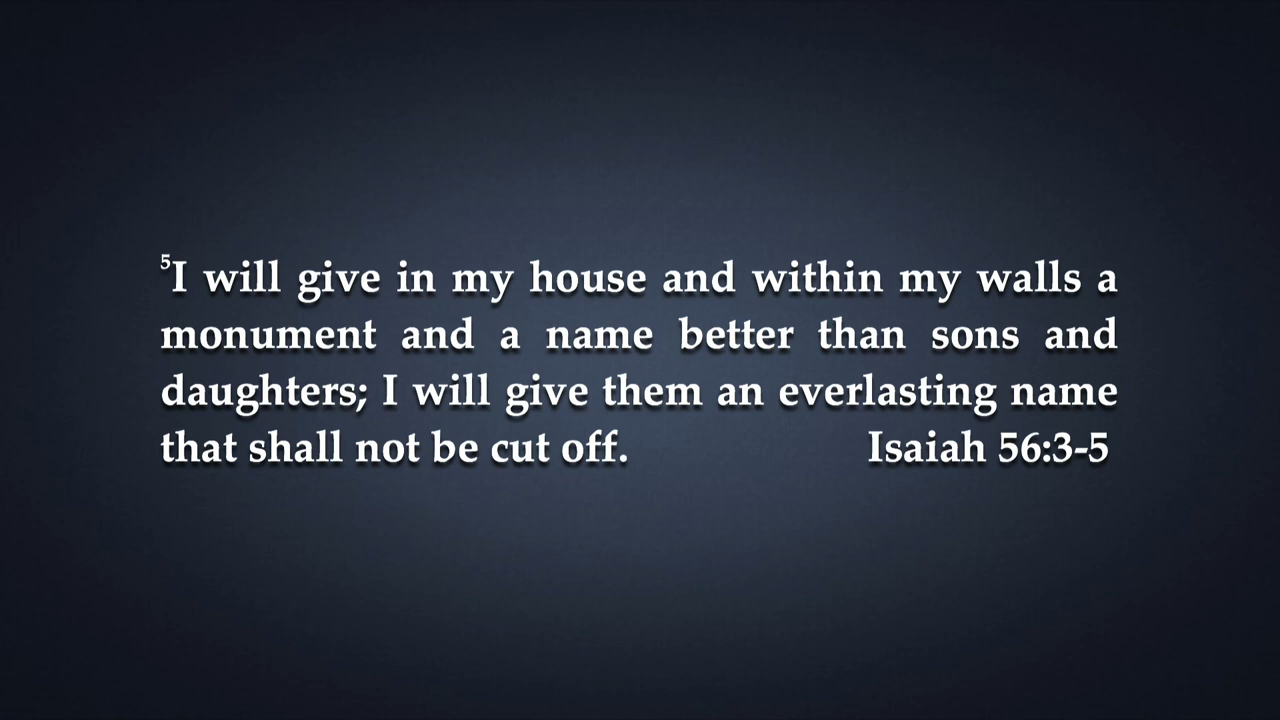 ⁵I will give in my house and within my walls a
monument and a name better than sons and
daughters; I will give them an everlasting name
that shall not be cut off. Isaiah 56:3-5